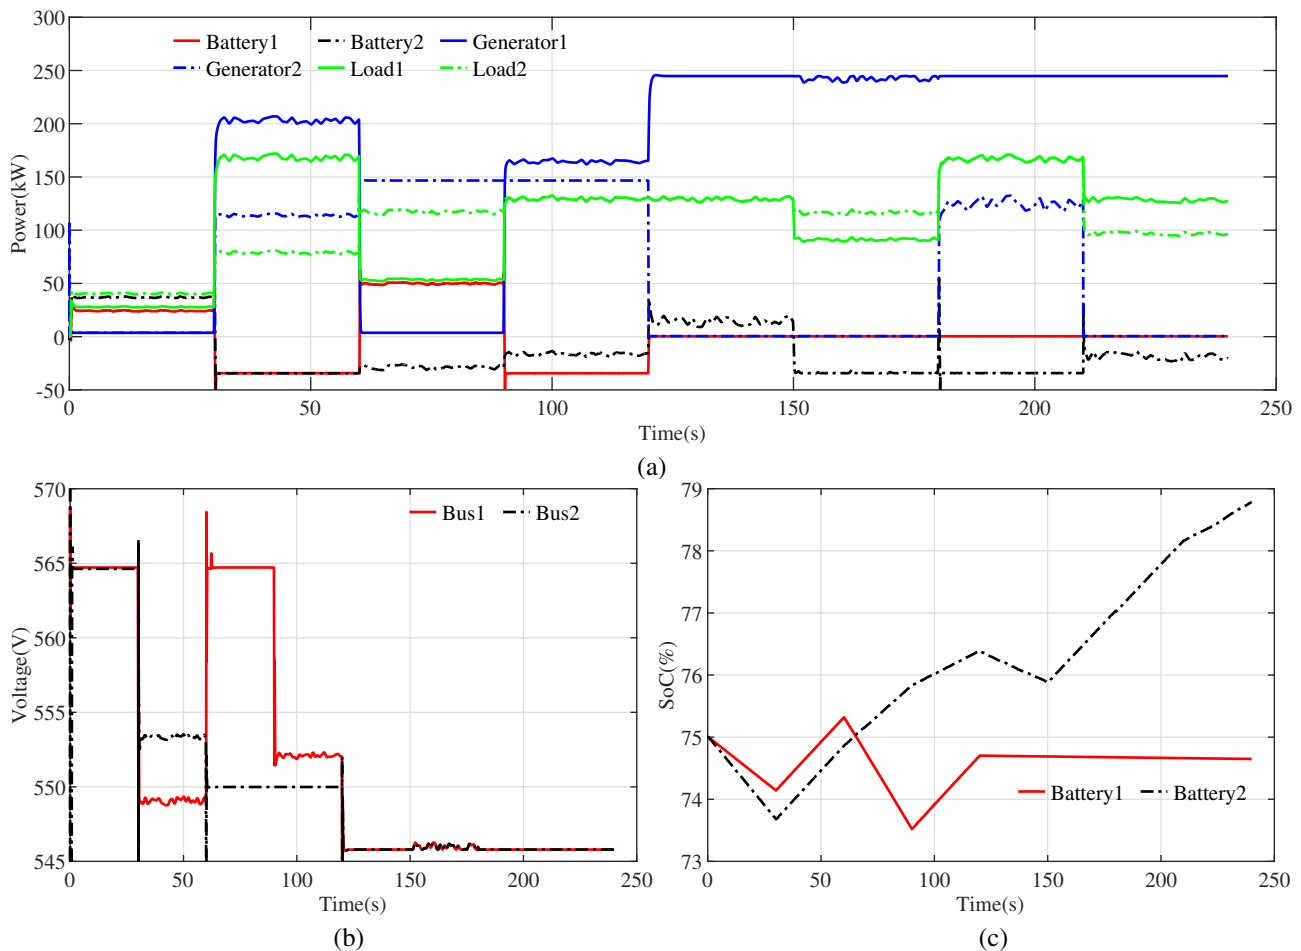 300
250
200
150
100
50
0
-50
Power(kW)
Battery1 Battery2 Generator1
Generator2 Load1 Load2
0 50 100 150 200 250
Time(s)
(a)
570
565
560
555
550
545
Voltage(V)
Bus1 Bus2
0 50 100 150 200 250
Time(s)
(b)
79
78
77
76
75
74
73
SoC(%)
Battery1 Battery2
0 50 100 150 200 250
Time(s)
(c)